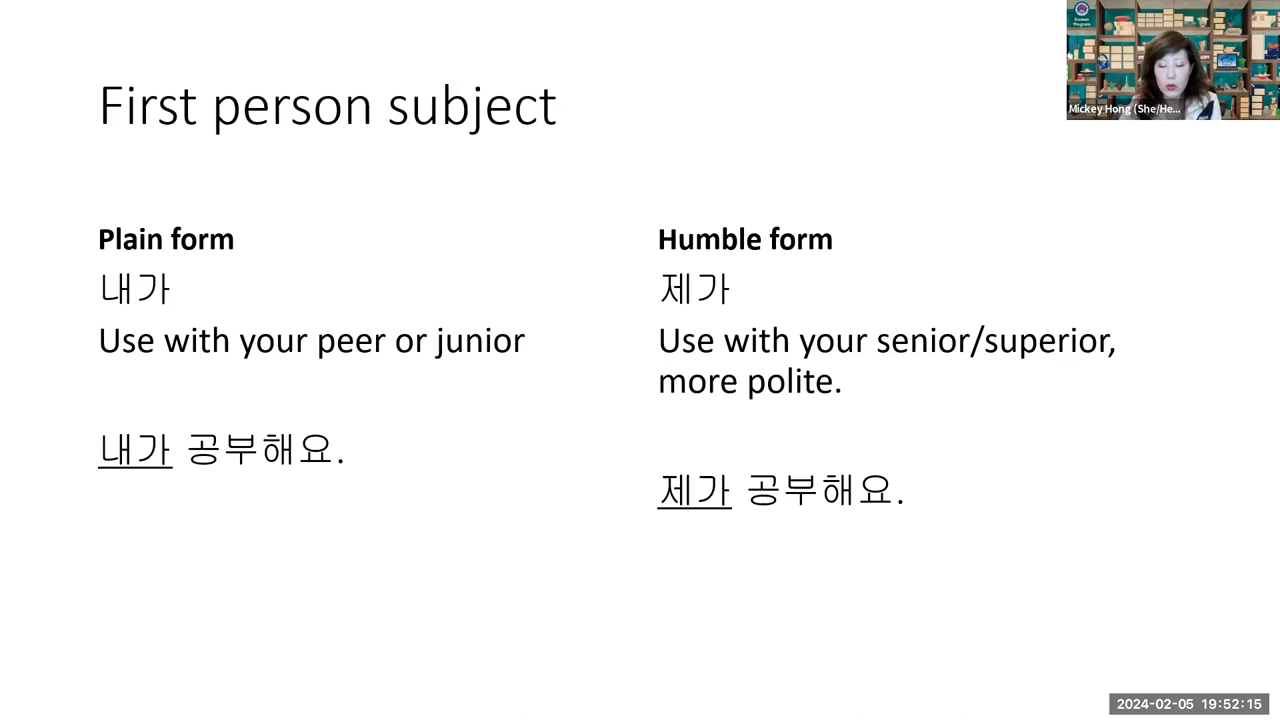 First person subject
Plain form
내가
Use with your peer or junior
내가 공부해요.
Humble form
제가
Use with your senior/superior,
more polite.
제가 공부해요.
Korean
Program
Mickey Hong (She/He...
2024-02-05 19:52:15